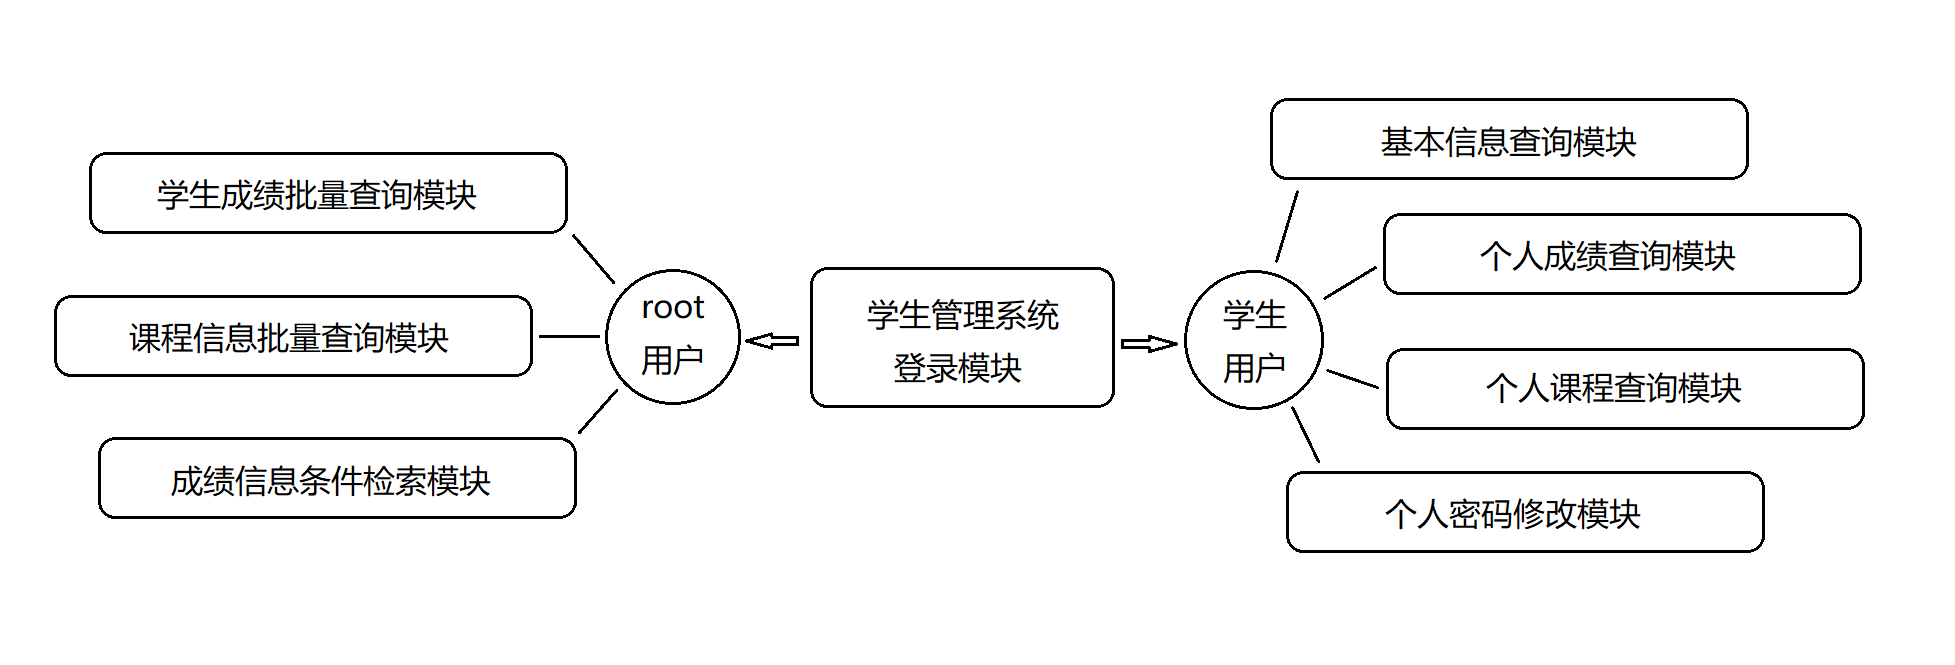 学生成绩批量查询模块
课程信息批量查询模块
成绩信息条件检索模块
root
用户
学生管理系统
登录模块
学生
用户
基本信息查询模块
个人成绩查询模块
个人课程查询模块
个人密码修改模块